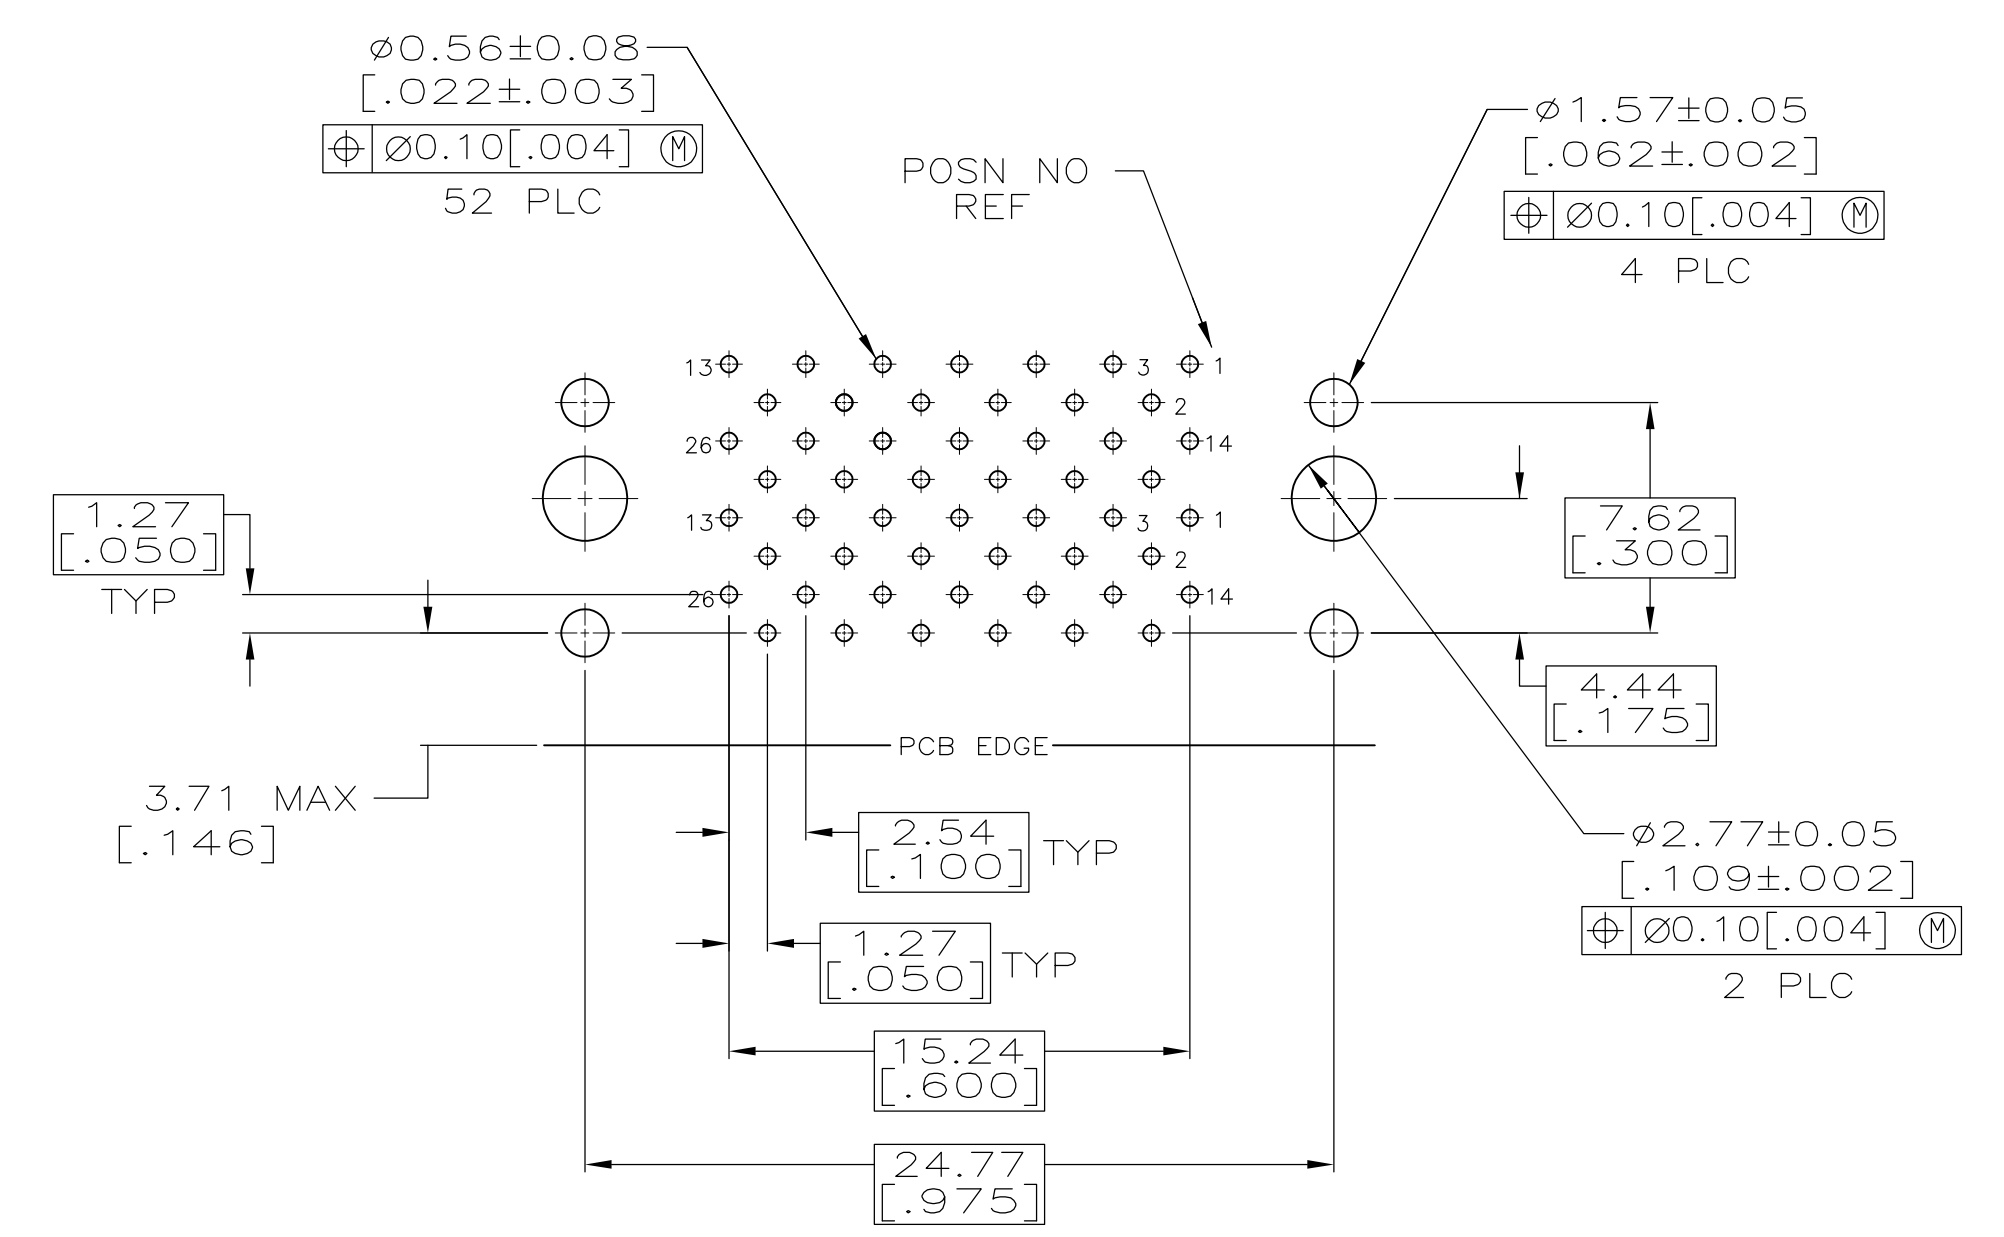 ⌀0.56±0.08
[.022±.003]
⌖ ⌀0.10[.004] Ⓜ
52 PLC
POSN NO
REF
⌀1.57±0.05
[.062±.002]
⌖ ⌀0.10[.004] Ⓜ
4 PLC
13 3 1
2
26 14
13 3 1
2
26 14
1.27
[.050]
TYP
7.62
[.300]
4.44
[.175]
PCB EDGE
3.71 MAX
[.146]
2.54
[.100]
TYP
⌀2.77±0.05
[.109±.002]
⌖ ⌀0.10[.004] Ⓜ
2 PLC
1.27
[.050]
TYP
15.24
[.600]
24.77
[.975]